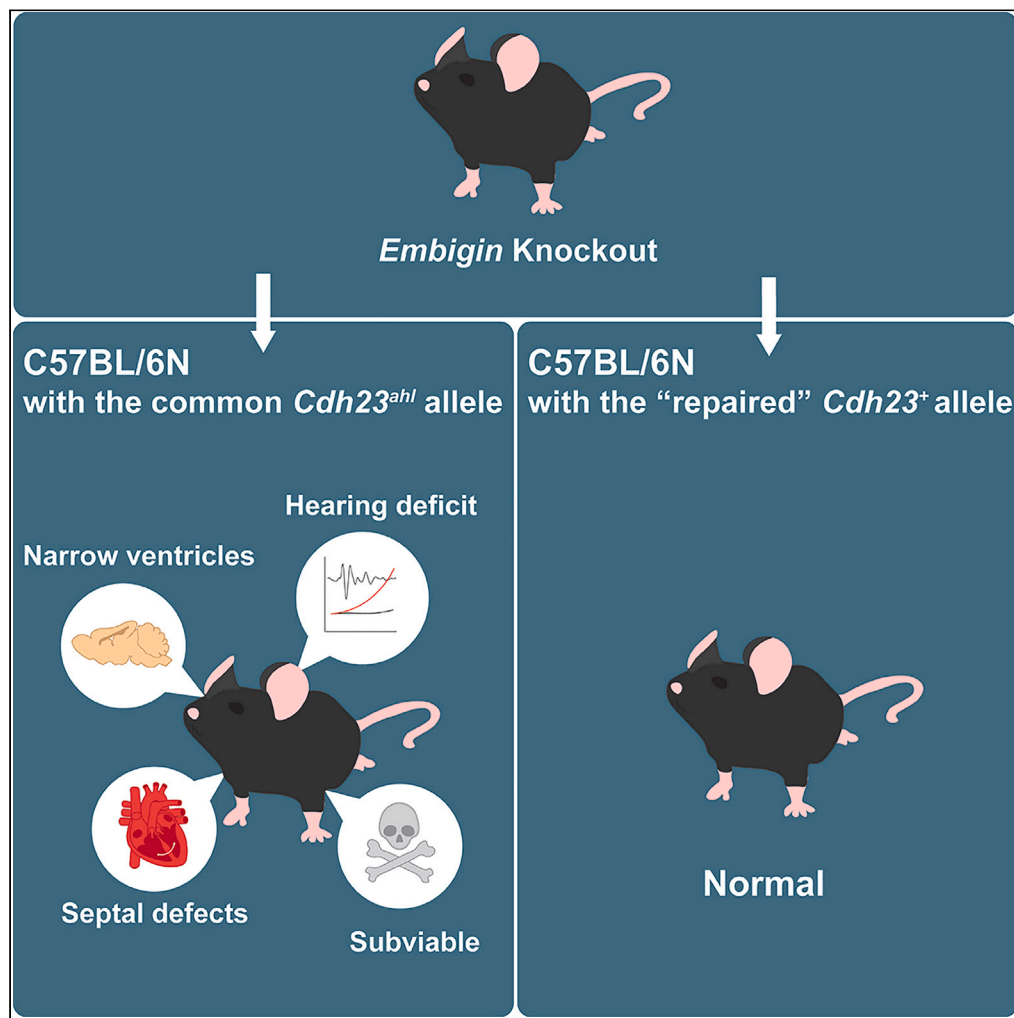 Embigin Knockout
C57BL/6N
with the common Cdh23ahl allele
Hearing deficit
Narrow ventricles
Septal defects
Subviable
C57BL/6N
with the “repaired” Cdh23+ allele
Normal